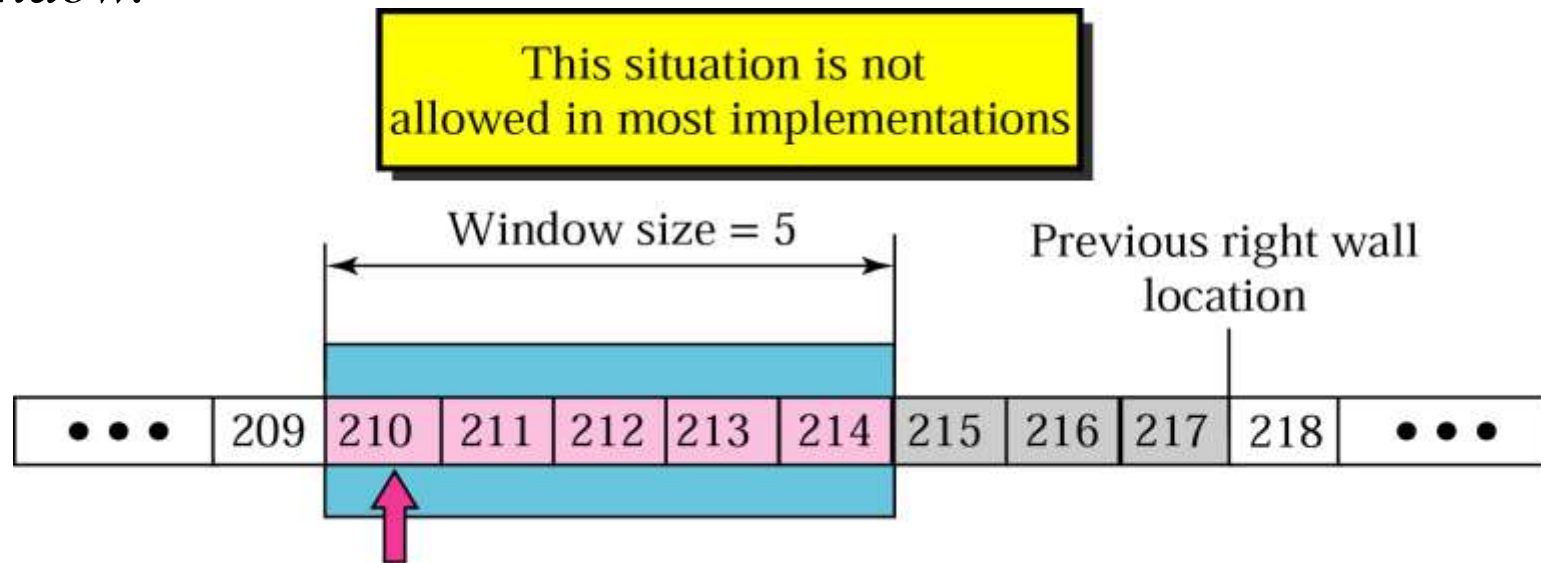 This situation is not
allowed in most implementations
Window size = 5
Previous right wall
location
••• 209 210 211 212 213 214 215 216 217 218 •••